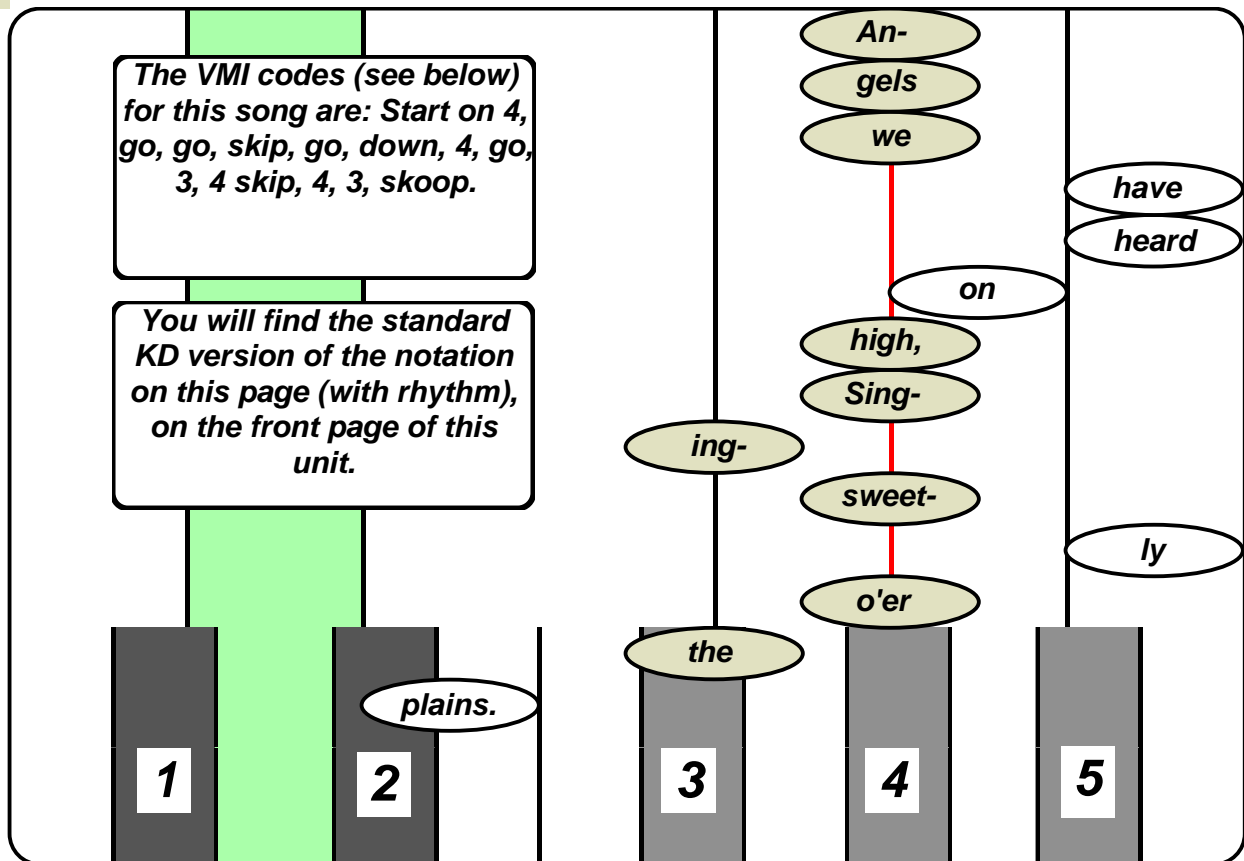 An-
The VMI codes (see below)
for this song are: Start on 4,
go, go, skip, go, down, 4, go,
3, 4 skip, 4, 3, skoop.
gels
we
have
heard
on
You will find the standard
KD version of the notation
on this page (with rhythm),
on the front page of this
unit.
high,
Sing-
ing-
sweet-
ly
o'er
the
plains.
1 2 3 4 5